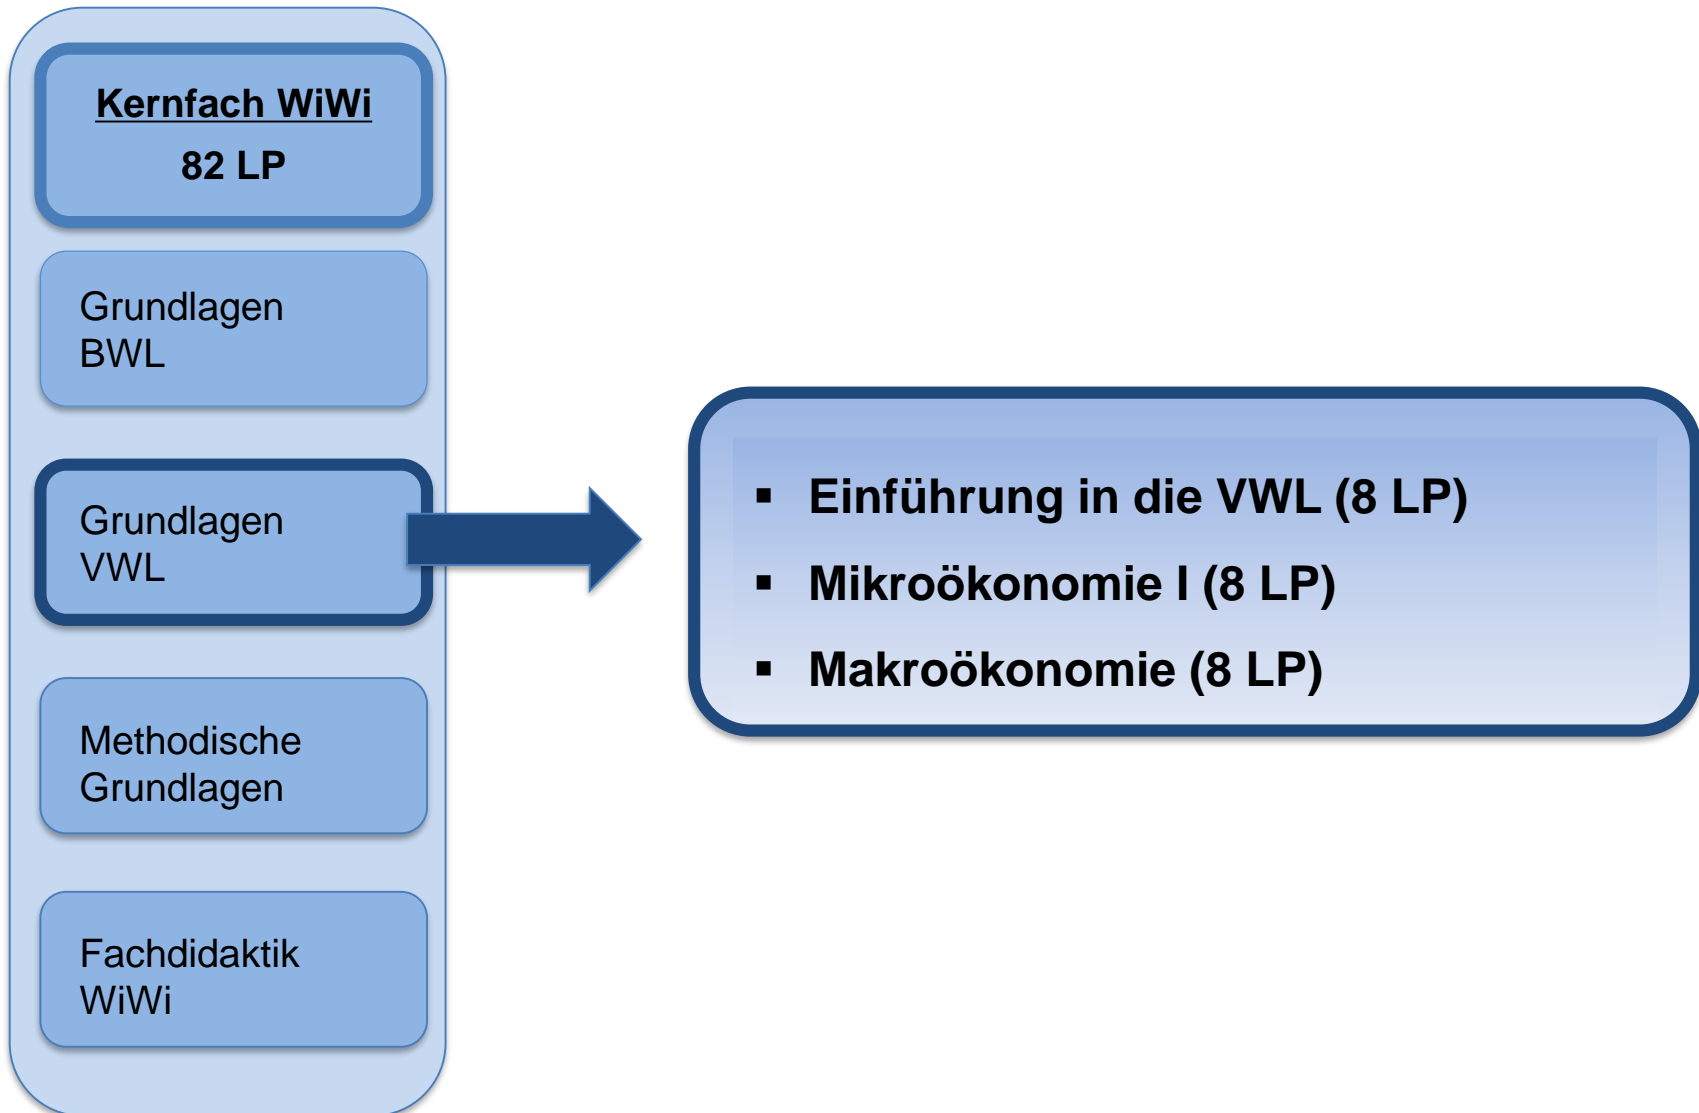 Kernfach WiWi
82 LP
Grundlagen
BWL
Grundlagen
VWL
Methodische
Grundlagen
Fachdidaktik
WiWi
▪ Einführung in die VWL (8 LP)
▪ Mikroökonomie I (8 LP)
▪ Makroökonomie (8 LP)